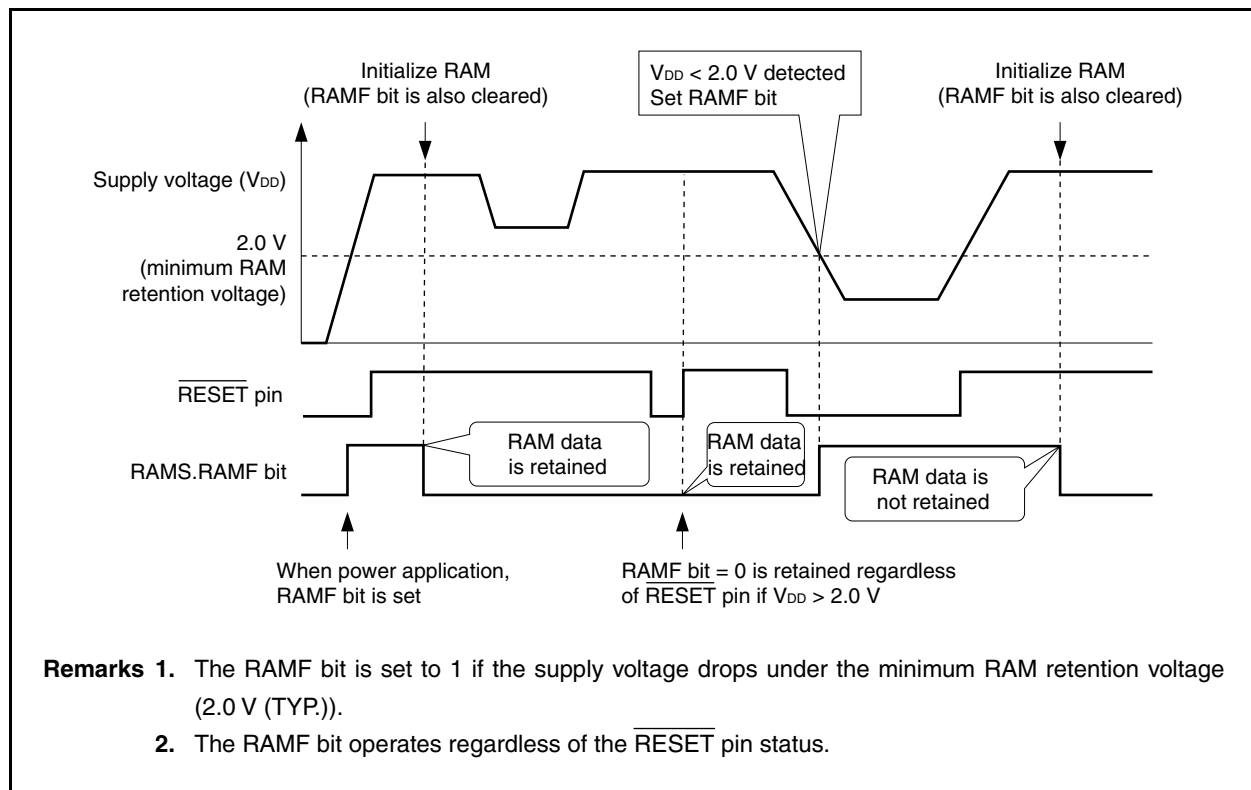 Initialize RAM
(RAMF bit is also cleared)
VDD < 2.0 V detected
Set RAMF bit
Initialize RAM
(RAMF bit is also cleared)
Supply voltage (VDD)
2.0 V
(minimum RAM
retention voltage)
RESET pin
RAMS.RAMF bit
RAM data
is retained
RAM data
is retained
RAM data is
not retained
When power application,
RAMF bit is set
RAMF bit = 0 is retained regardless
of RESET pin if VDD > 2.0 V
Remarks 1. The RAMF bit is set to 1 if the supply voltage drops under the minimum RAM retention voltage
(2.0 V (TYP.)).
2. The RAMF bit operates regardless of the RESET pin status.